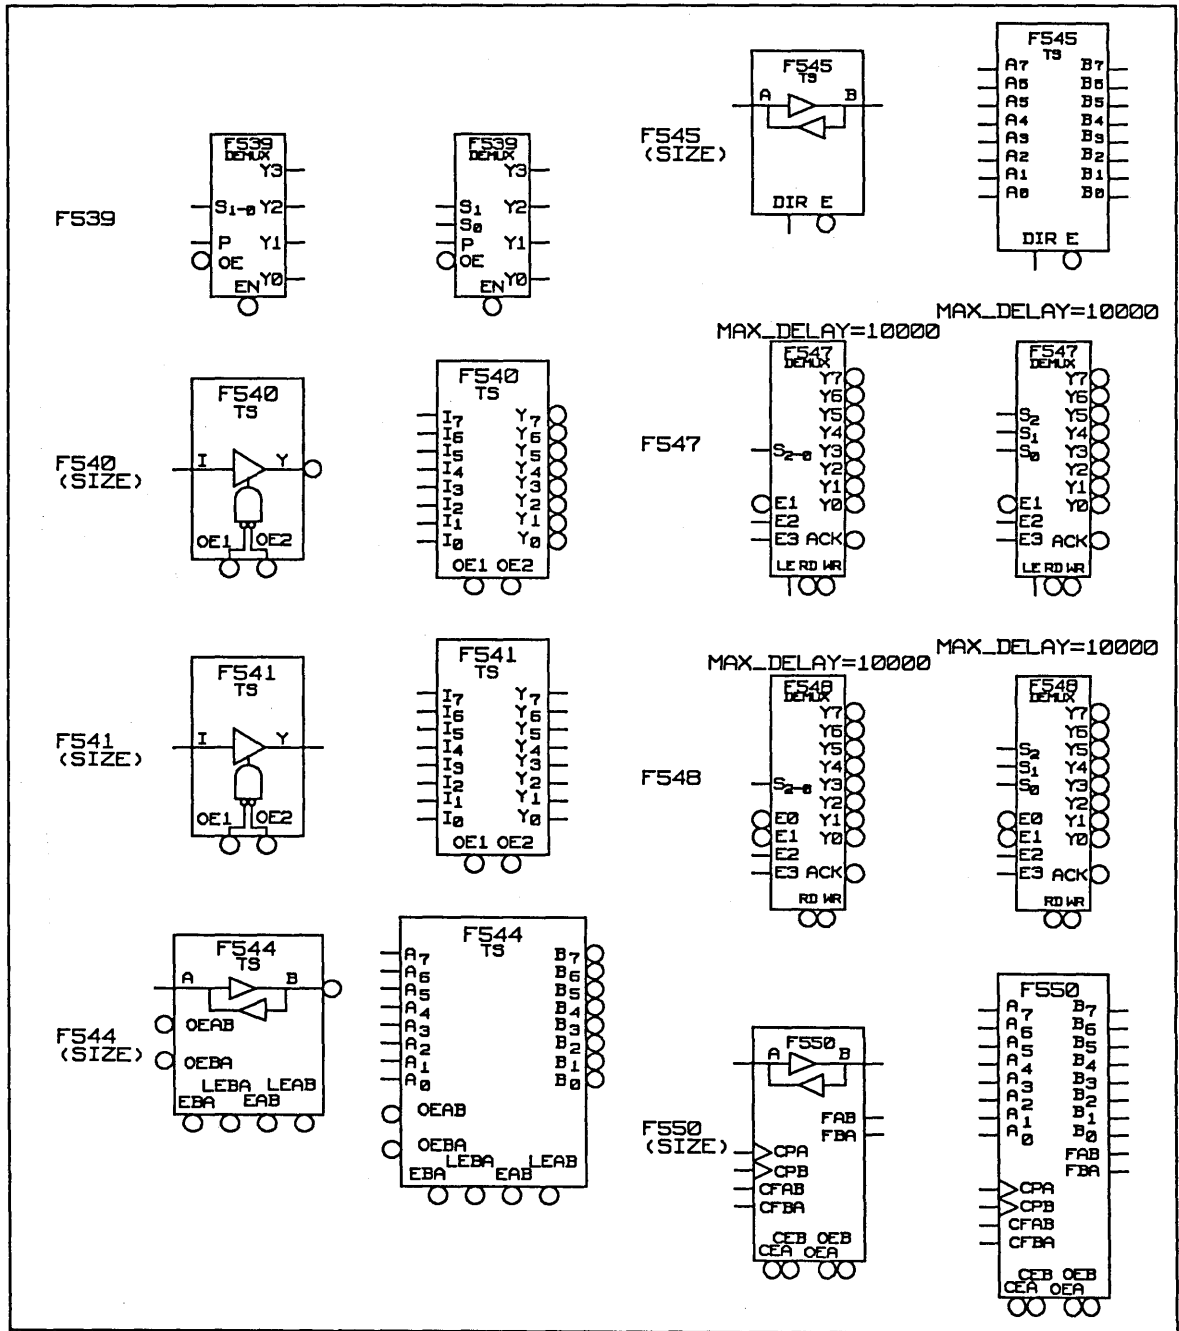 F539
F539
DEMUX
Y3
S1-0 Y2
P Y1
OE
Y0
EN
F539
DEMUX
Y3
S1 Y2
S0
P Y1
OE
Y0
EN
F540
(SIZE)
F540
TS
I Y
OE1 OE2
F540
TS
I7 Y7
I6 Y6
I5 Y5
I4 Y4
I3 Y3
I2 Y2
I1 Y1
I0 Y0
OE1 OE2
F541
(SIZE)
F541
TS
I Y
OE1 OE2
F541
TS
I7 Y7
I6 Y6
I5 Y5
I4 Y4
I3 Y3
I2 Y2
I1 Y1
I0 Y0
OE1 OE2
F544
(SIZE)
F544
TS
A B
OEAB
OEBA
LEBA LEAB
EBA EAB
F544
TS
A7 B7
A6 B6
A5 B5
A4 B4
A3 B3
A2 B2
A1 B1
A0 B0
OEAB
OEBA
LEBA LEAB
EBA EAB
F545
(SIZE)
F545
TS
A B
DIR E
F545
TS
A7 B7
A6 B6
A5 B5
A4 B4
A3 B3
A2 B2
A1 B1
A0 B0
DIR E
F547
MAX_DELAY=10000
F547
DEMUX
Y7
Y6
Y5
Y4
S2-0 Y3
Y2
Y1
E1 Y0
E2
E3 ACK
LE RD WR
MAX_DELAY=10000
F547
DEMUX
Y7
Y6
S2 Y5
S1 Y4
S0 Y3
Y2
Y1
E1 Y0
E2
E3 ACK
LE RD WR
F548
MAX_DELAY=10000
F548
DEMUX
Y7
Y6
Y5
Y4
S2-0 Y3
Y2
E0 Y1
E1 Y0
E2
E3 ACK
RD WR
MAX_DELAY=10000
F548
DEMUX
Y7
Y6
S2 Y5
S1 Y4
S0 Y3
Y2
E0 Y1
E1 Y0
E2
E3 ACK
RD WR
F550
(SIZE)
F550
A B
FAB
FBA
CPA
CPB
CFAB
CFBA
CEB OEB
CEA OEA
F550
A7 B7
A6 B6
A5 B5
A4 B4
A3 B3
A2 B2
A1 B1
A0 B0
FAB
FBA
CPA
CPB
CFAB
CFBA
CEB OEB
CEA OEA